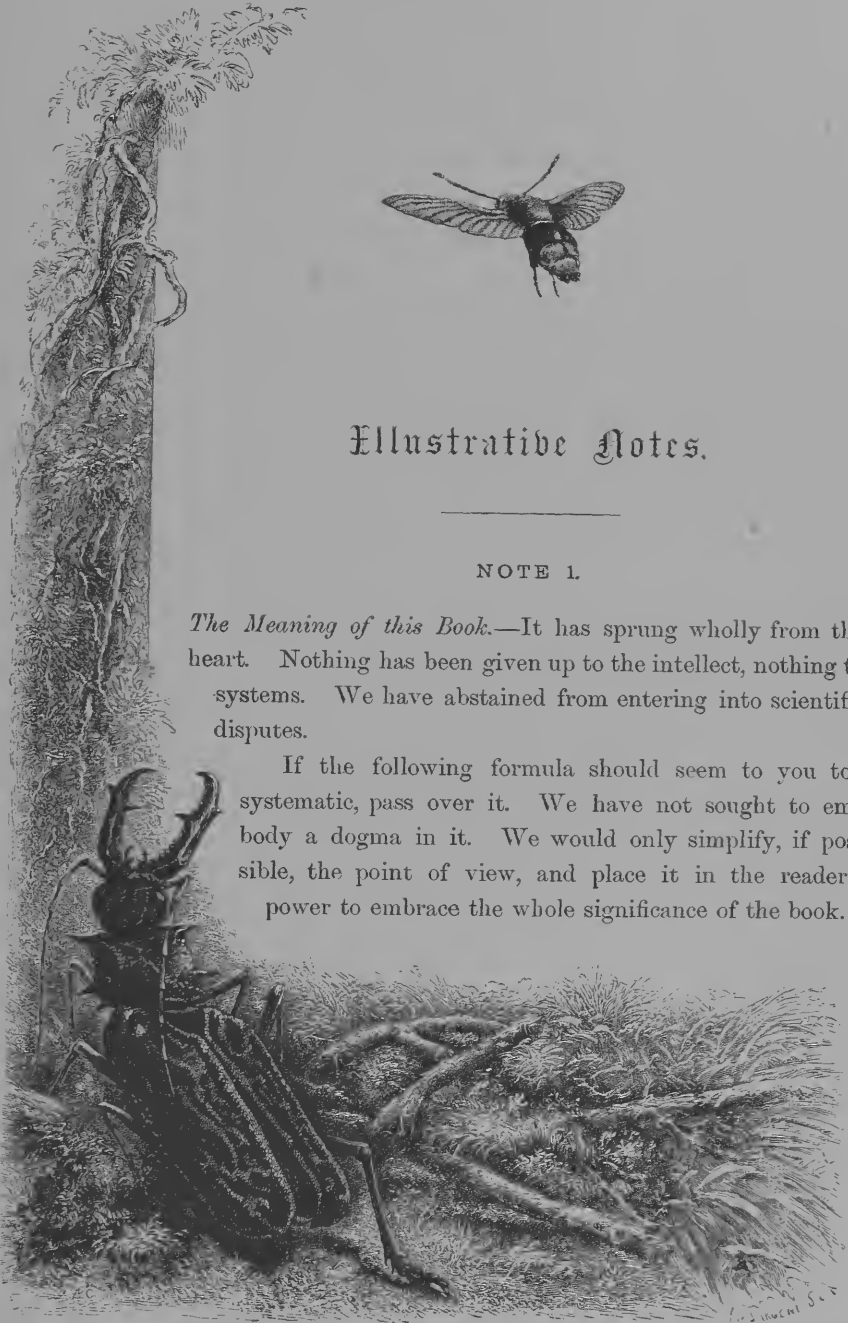 Illustrative Notes.
NOTE 1.
The Meaning of this Book.—It has sprung wholly from th
heart. Nothing has been given up to the intellect, nothing t
systems. We have abstained from entering into scientif
disputes.
If the following formula should seem to you to
systematic, pass over it. We have not sought to em
body a dogma in it. We would only simplify, if pos
sible, the point of view, and place it in the reader
power to embrace the whole significance of the book.